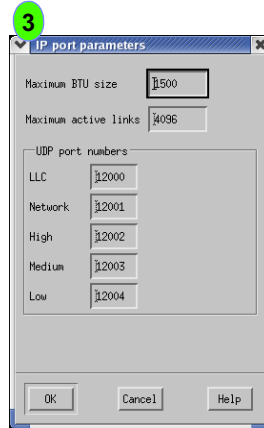 3
IP port parameters
Maximum BTU size 1500
Maximum active links 4096
UDP port numbers
LLC 12000
Network 12001
High 12002
Medium 12003
Low 12004
OK Cancel Help